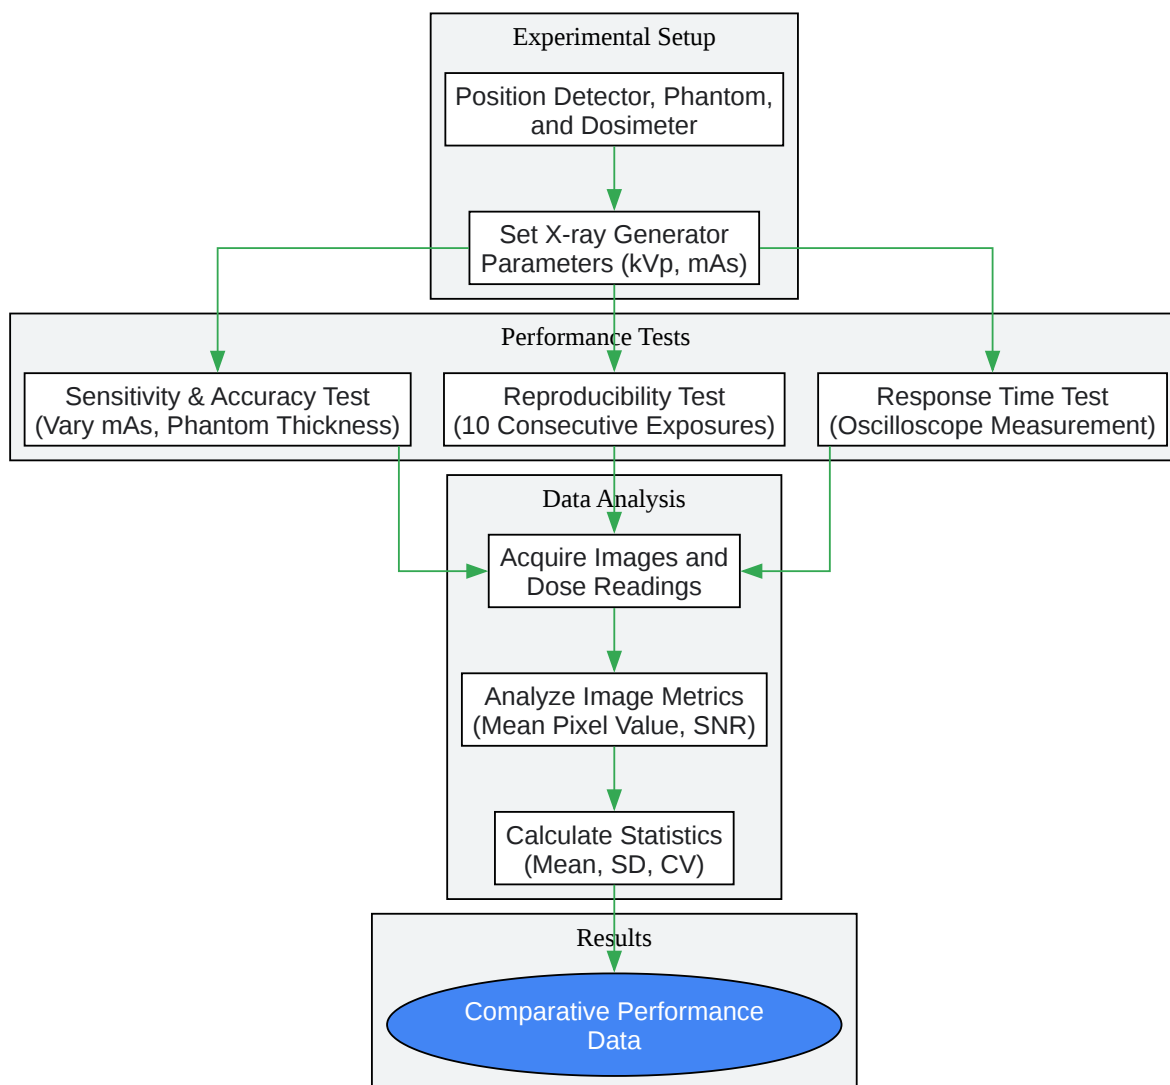 Experimental Setup
Position Detector, Phantom,
and Dosimeter
Set X-ray Generator
Parameters (kVp, mAs)
Performance Tests
Sensitivity & Accuracy Test
(Vary mAs, Phantom Thickness)
Reproducibility Test
(10 Consecutive Exposures)
Response Time Test
(Oscilloscope Measurement)
Data Analysis
Acquire Images and
Dose Readings
Analyze Image Metrics
(Mean Pixel Value, SNR)
Calculate Statistics
(Mean, SD, CV)
Results
Comparative Performance
Data